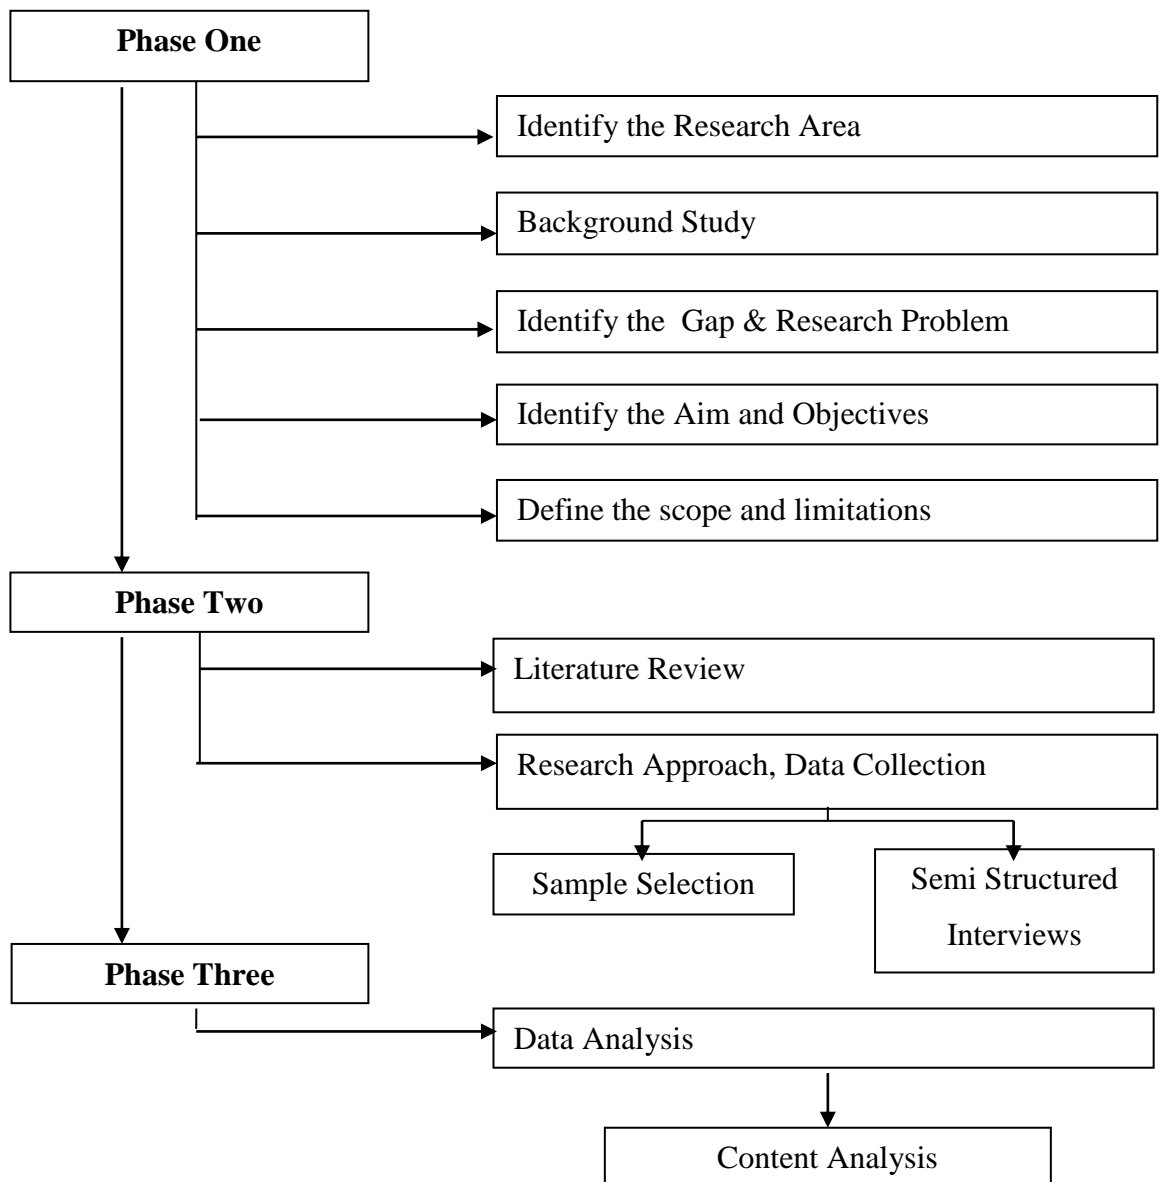 Phase One
Identify the Research Area
Background Study
Identify the  Gap & Research Problem
Identify the Aim and Objectives
Define the scope and limitations
Phase Two
Literature Review
Research Approach, Data Collection
Sample Selection
Semi Structured
Interviews
Phase Three
Data Analysis
Content Analysis